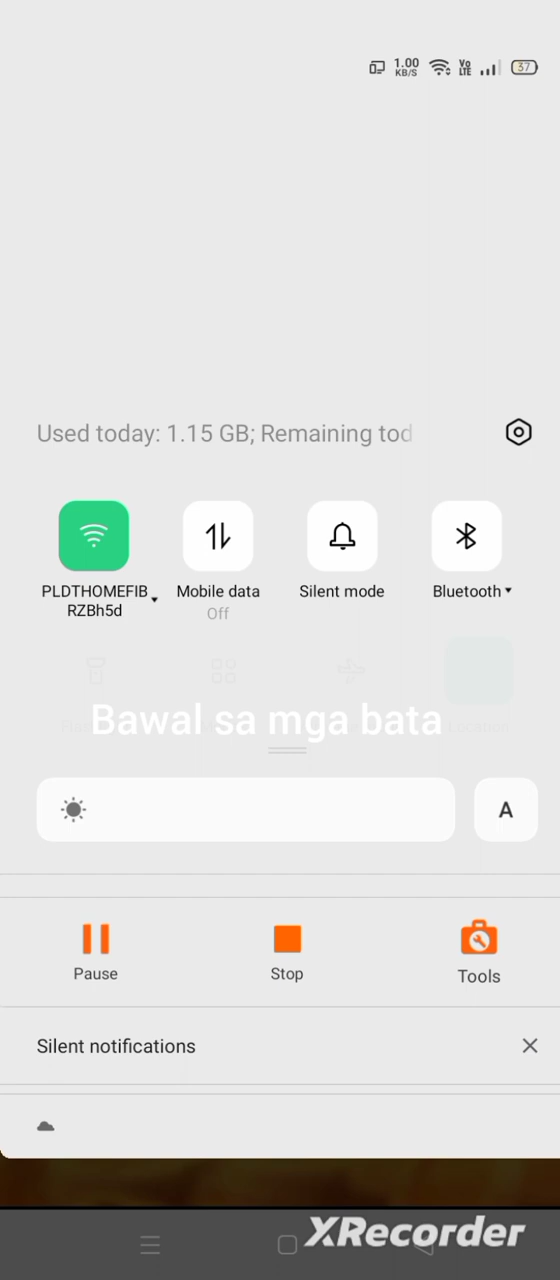 1.00
KB/S
Vo
LTE
37
Used today: 1.15 GB; Remaining tod
PLDTHOMEFIB
RZBh5d
Mobile data
Off
Silent mode
Bluetooth
Bawal sa mga bata
A
Pause
Stop
Tools
Silent notifications
XRecorder